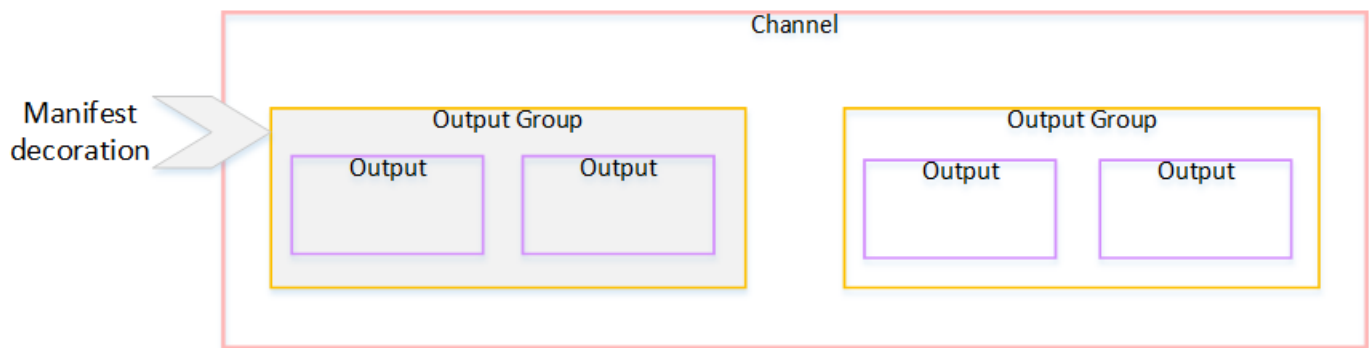 Channel
Manifest
decoration
Output Group
Output
Output
Output Group
Output
Output